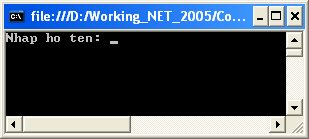 file:///D:/Working_NET_2005/Co...
Nhap ho ten: _